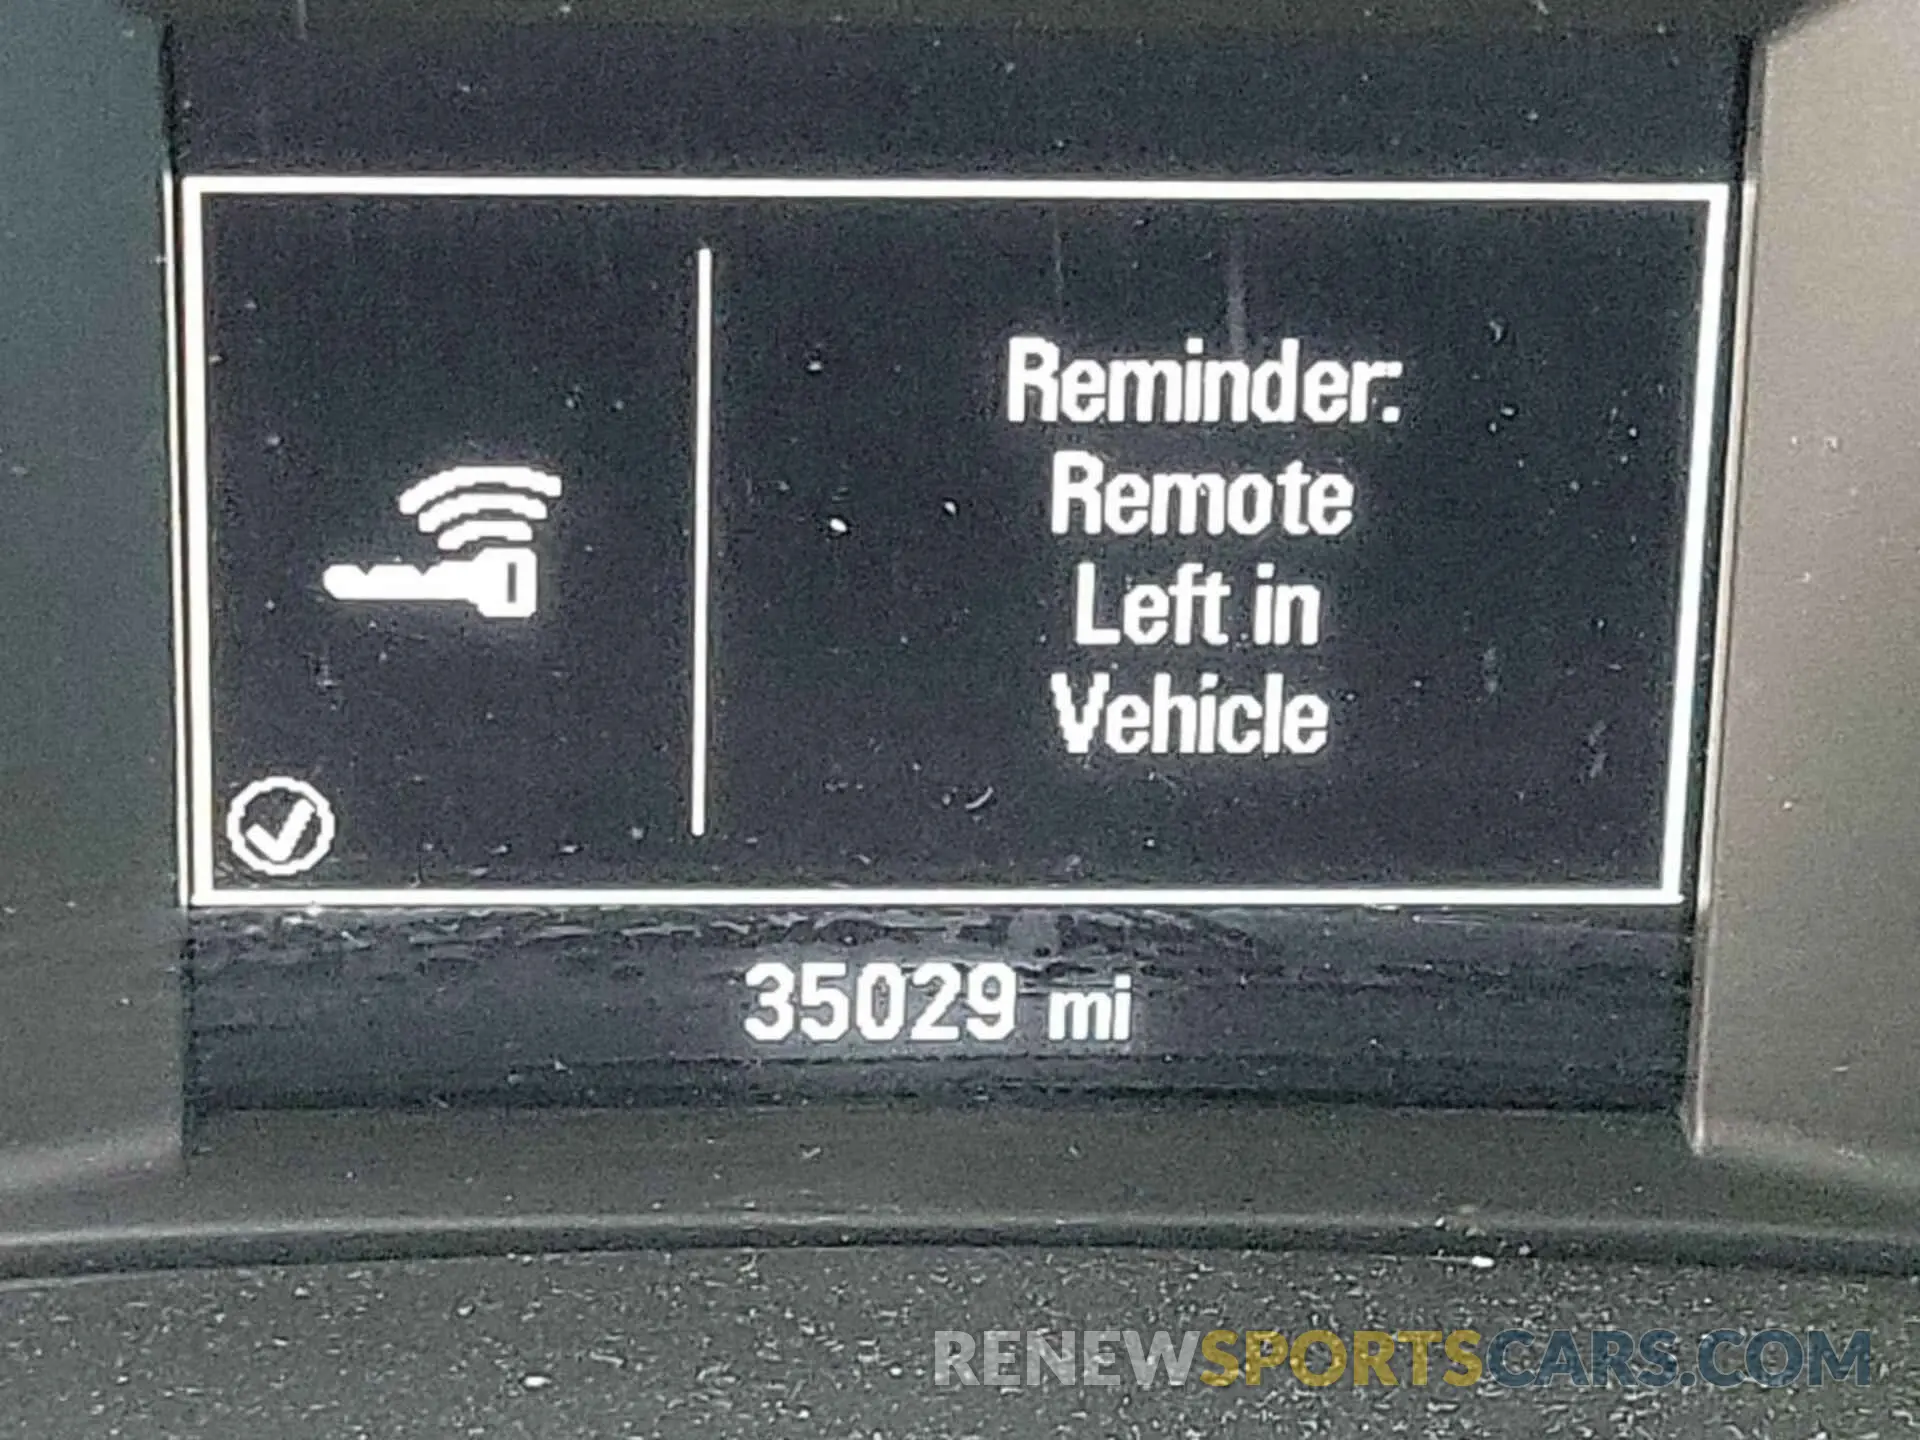 Reminder:
Remote
Left in
Vehicle
35029 mi
RENEWSPORTSCARS.COM